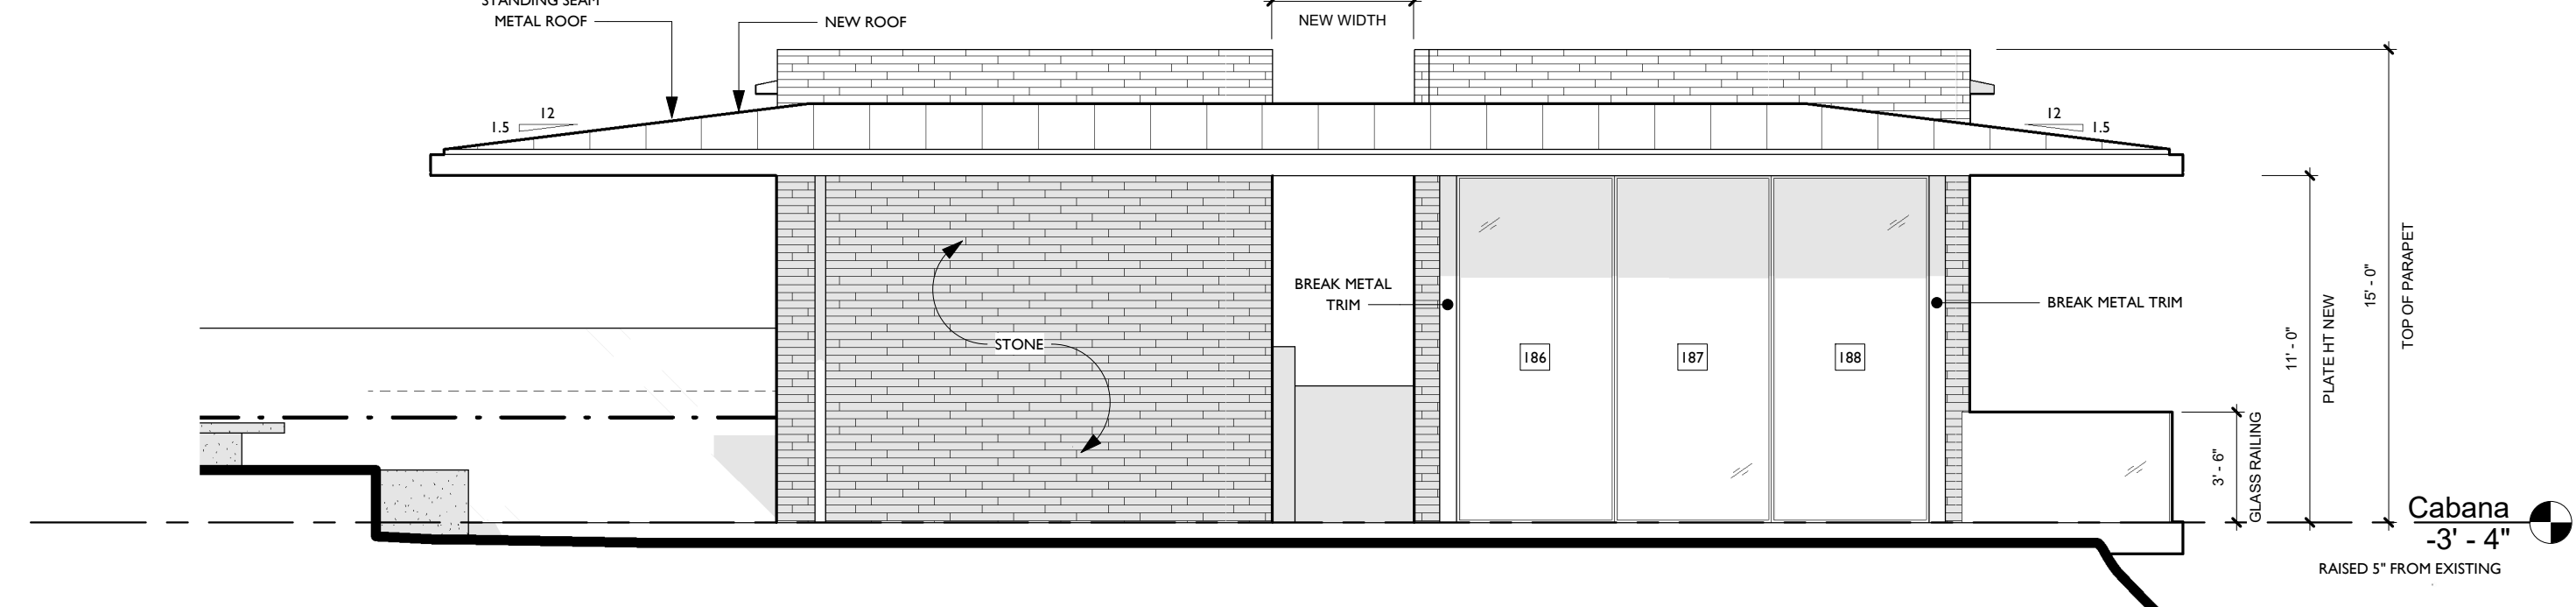 STANDING SEAM
METAL ROOF
NEW ROOF
NEW WIDTH
12
1.5
12
1.5
BREAK METAL
TRIM
BREAK METAL TRIM
STONE
186
187
188
3' - 6"
GLASS RAILING
11' - 0"
PLATE HT NEW
15' - 0"
TOP OF PARAPET
Cabana
-3' - 4"
RAISED 5" FROM EXISTING